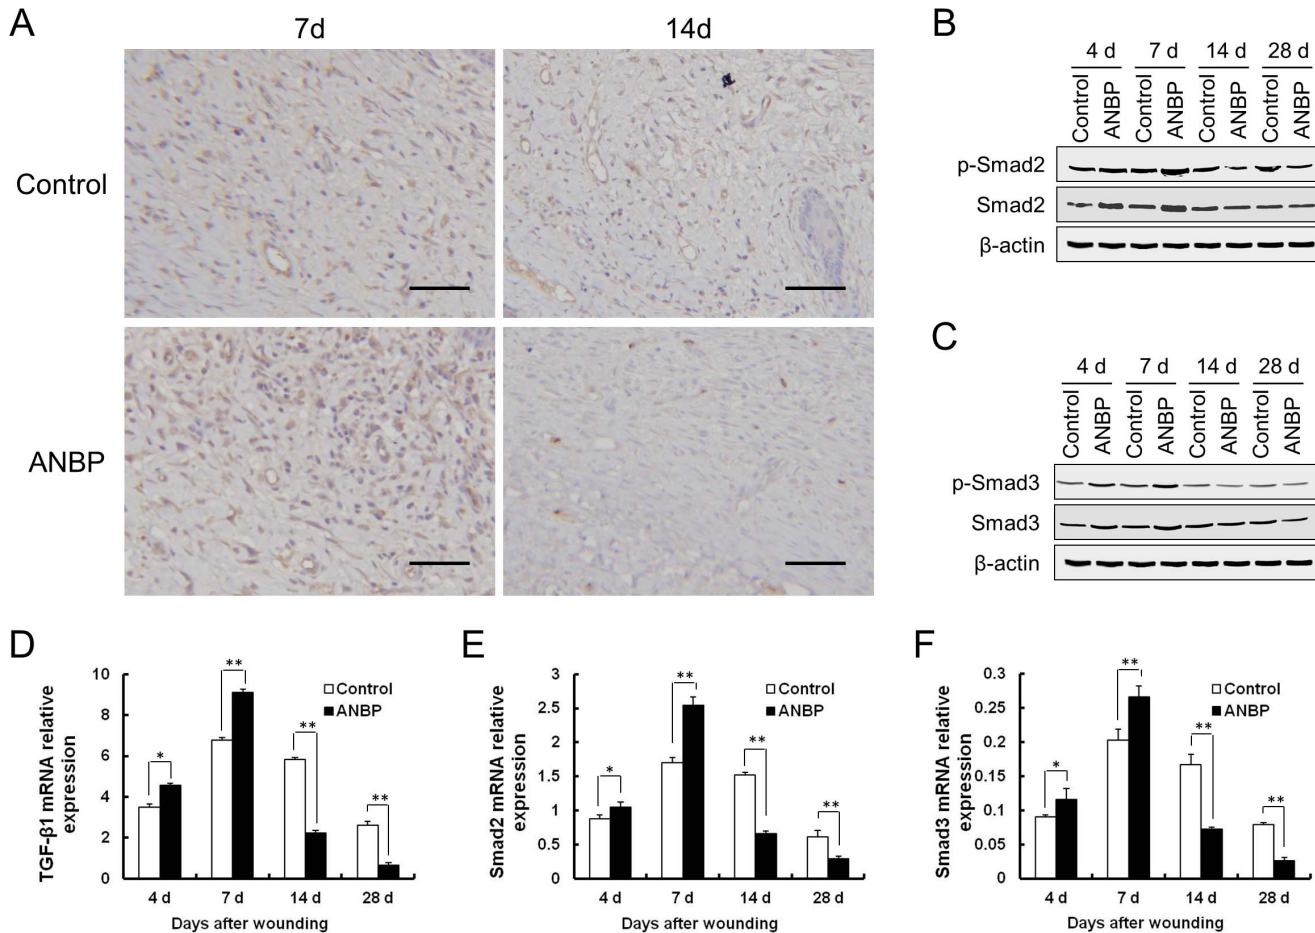 A
7d
14d
Control
ANBP
B
4 d 7 d 14 d 28 d
Control ANBP Control ANBP Control ANBP Control ANBP
p-Smad2
Smad2
β-actin
C
4 d 7 d 14 d 28 d
Control ANBP Control ANBP Control ANBP Control ANBP
p-Smad3
Smad3
β-actin
D
TGF-β1 mRNA relative
expression
10
8
6
4
2
0
* ** ** **
Control
ANBP
4 d 7 d 14 d 28 d
Days after wounding
E
Smad2 mRNA relative
expression
3
2.5
2
1.5
1
0.5
0
* ** ** **
Control
ANBP
4 d 7 d 14 d 28 d
Days after wounding
F
Smad3 mRNA relative
expression
0.3
0.25
0.2
0.15
0.1
0.05
0
* ** ** **
Control
ANBP
4 d 7 d 14 d 28 d
Days after wounding